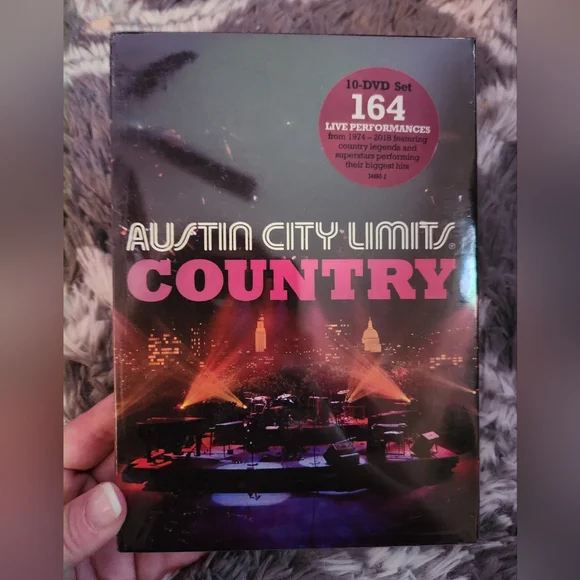 10-DVD Set
164
LIVE PERFORMANCES
from 1974 – 2018 featuring
country legends and
superstars performing
their biggest hits
AUSTIN CITY LIMITS®
COUNTRY